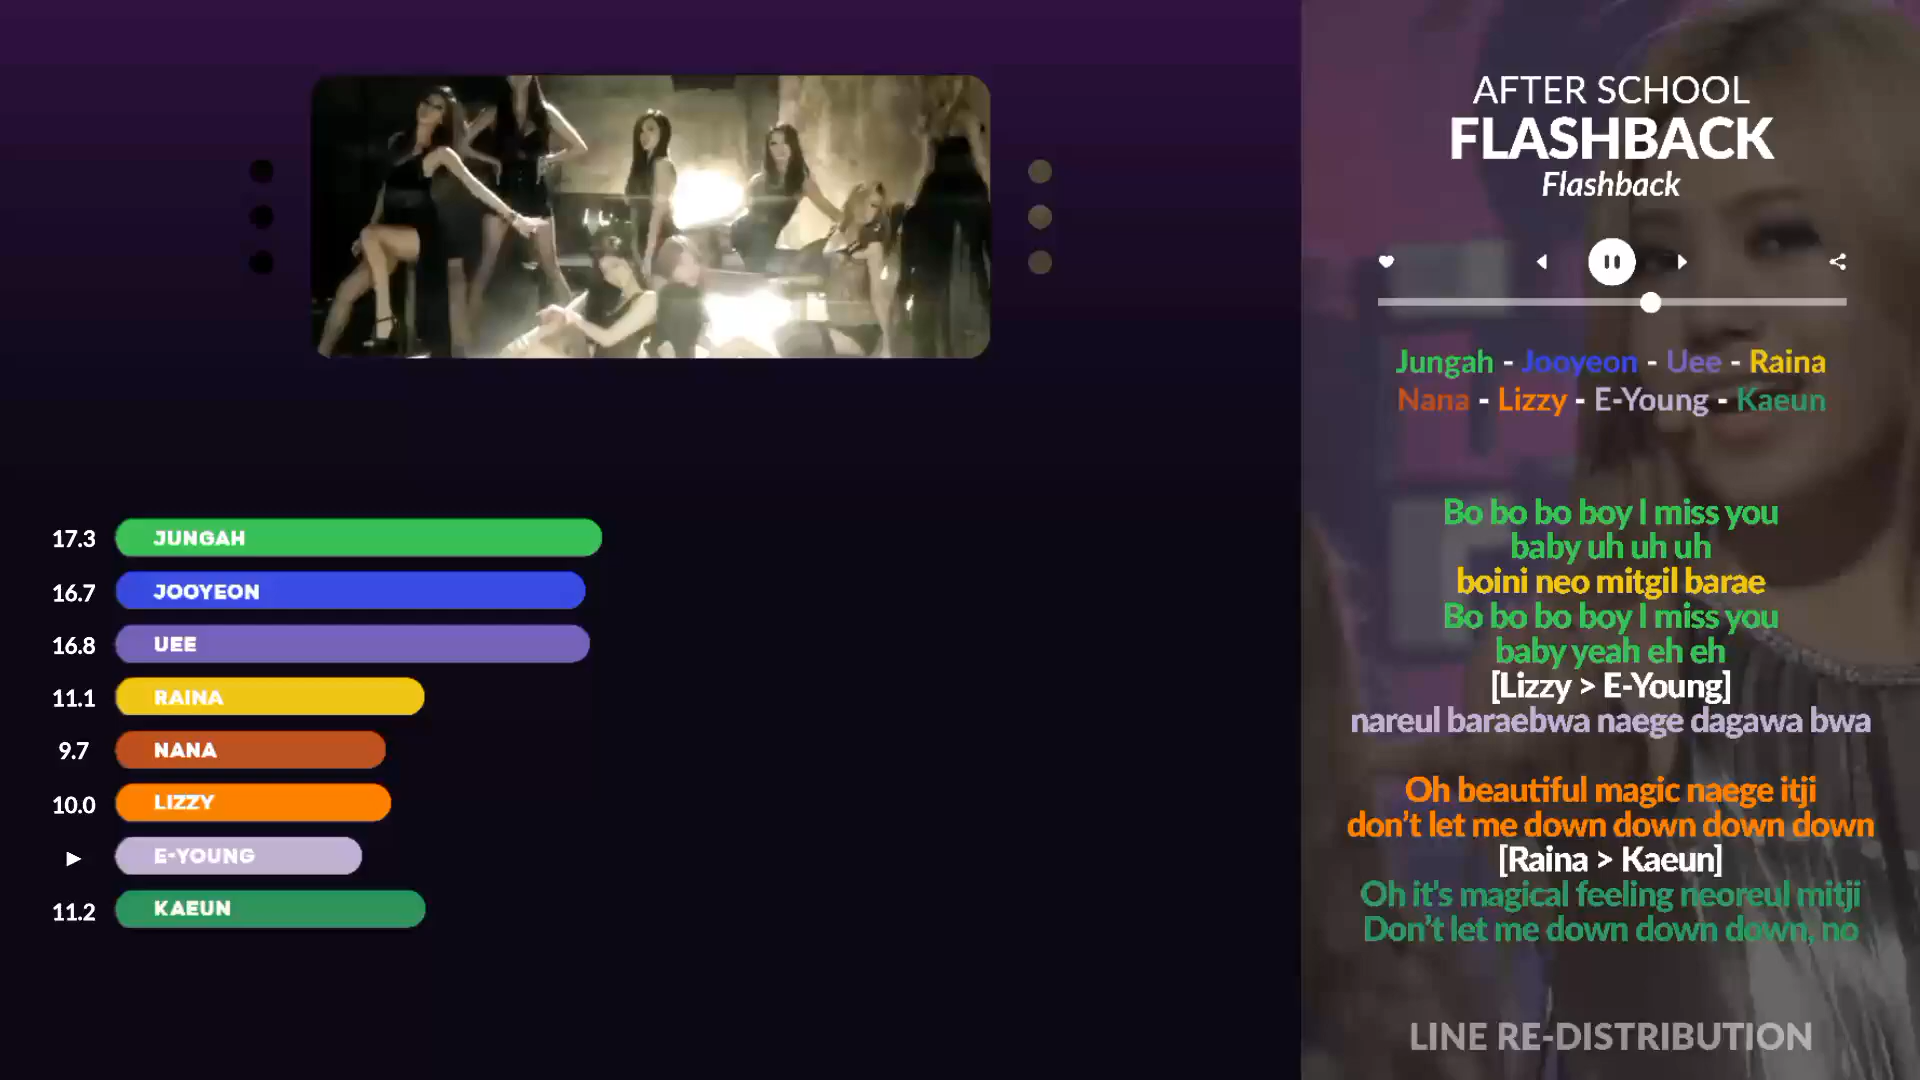 AFTER SCHOOL
FLASHBACK
Flashback
Jungah - Jooyeon - Uee - Raina
Nana - Lizzy - E-Young - Kaeun
17.3 JUNGAH
16.7 JOOYEON
16.8 UEE
11.1 RAINA
9.7 NANA
10.0 LIZZY
E-YOUNG
11.2 KAEUN
Bo bo bo boy I miss you
baby uh uh uh
boini neo mitgil barae
Bo bo bo boy I miss you
baby yeah eh eh
[Lizzy > E-Young]
nareul baraebwa naege dagawa bwa
Oh beautiful magic naege itji
don't let me down down down down
[Raina > Kaeun]
Oh it's magical feeling neoreul mitji
Don't let me down down down, no
LINE RE-DISTRIBUTION